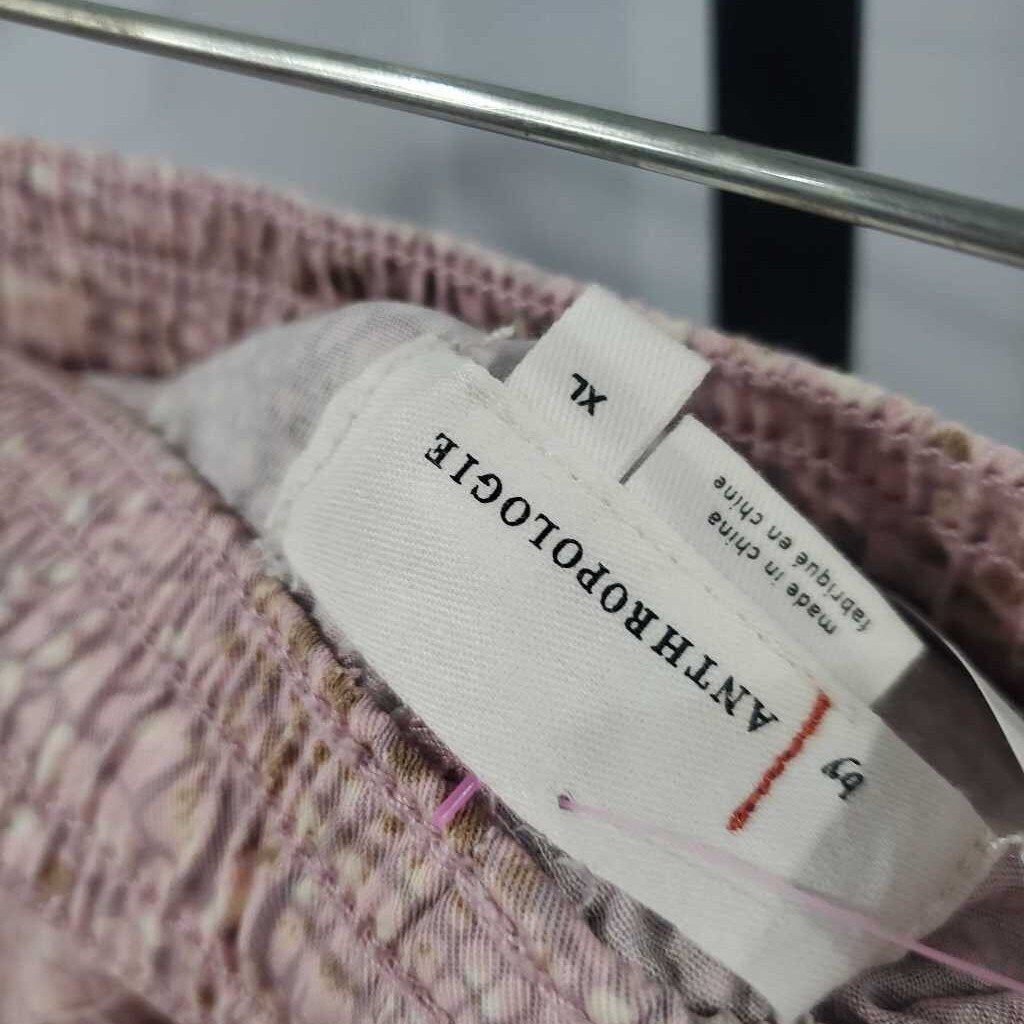 by
ANTHROPOLOGIE
XL
made in china
fabriqué en chine